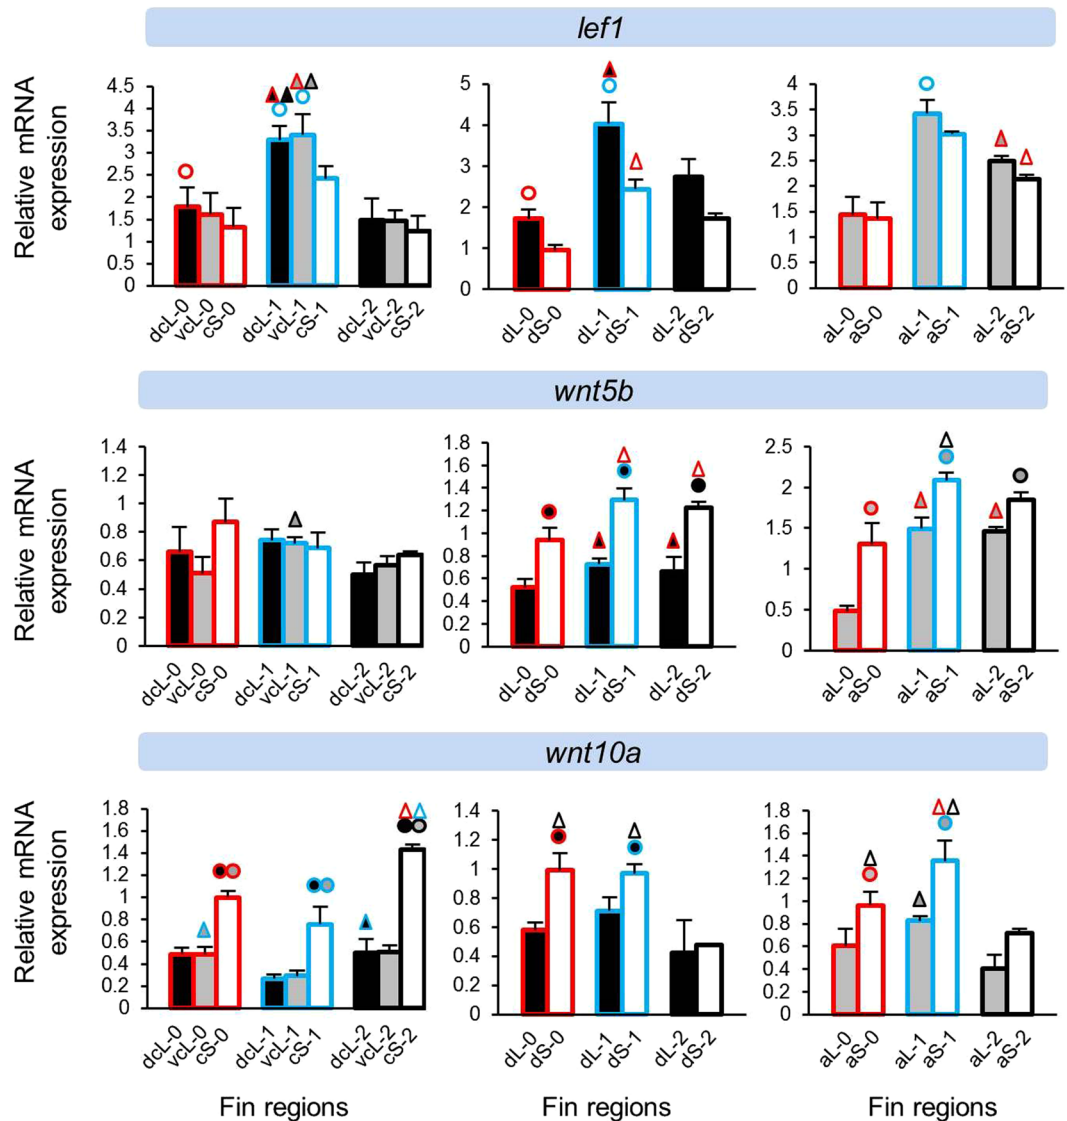 lef1
Relative mRNA
expression
4.5
4
3.5
3
2.5
2
1.5
1
0.5
0
dcL-0
vcL-0
cS-0
dcL-1
vcL-1
cS-1
dcL-2
vcL-2
cS-2
5
4
3
2
1
0
dL-0
dS-0
dL-1
dS-1
dL-2
dS-2
4
3.5
3
2.5
2
1.5
1
0.5
0
aL-0
aS-0
aL-1
aS-1
aL-2
aS-2
wnt5b
Relative mRNA
expression
1.4
1.2
1
0.8
0.6
0.4
0.2
0
dcL-0
vcL-0
cS-0
dcL-1
vcL-1
cS-1
dcL-2
vcL-2
cS-2
1.8
1.6
1.4
1.2
1
0.8
0.6
0.4
0.2
0
dL-0
dS-0
dL-1
dS-1
dL-2
dS-2
2.5
2
1.5
1
0.5
0
aL-0
aS-0
aL-1
aS-1
aL-2
aS-2
wnt10a
Relative mRNA
expression
1.8
1.6
1.4
1.2
1
0.8
0.6
0.4
0.2
0
dcL-0
vcL-0
cS-0
dcL-1
vcL-1
cS-1
dcL-2
vcL-2
cS-2
Fin regions
1.4
1.2
1
0.8
0.6
0.4
0.2
0
dL-0
dS-0
dL-1
dS-1
dL-2
dS-2
Fin regions
1.8
1.6
1.4
1.2
1
0.8
0.6
0.4
0.2
0
aL-0
aS-0
aL-1
aS-1
aL-2
aS-2
Fin regions